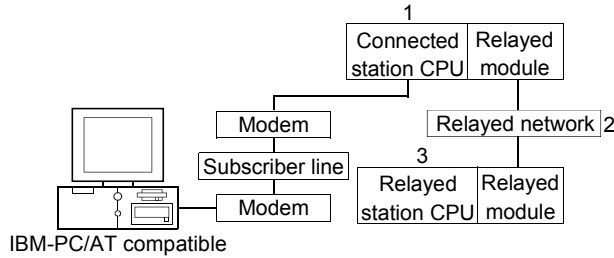 1
Connected station CPU
Relayed module
Modem
Relayed network 2
Subscriber line
3
Relayed station CPU
Relayed module
Modem
IBM-PC/AT compatible